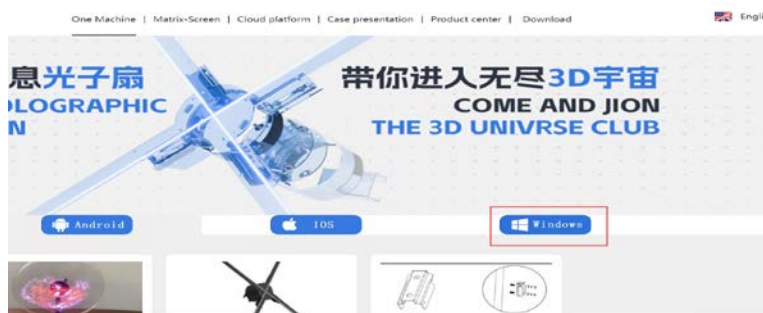 One Machine | Matrix-Screen | Cloud platform | Case presentation | Product center | Download
Engli
息光子扇
OLOGRAPHIC
N
带你进入无尽3D宇宙
COME AND JION
THE 3D UNIVRSE CLUB
Android
IOS
Windows